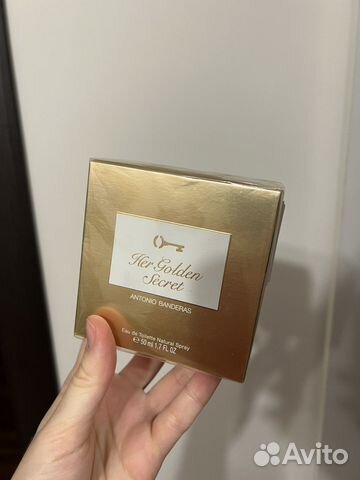 Her Golden
Secret
ANTONIO BANDERAS
Eau de Toilette Natural Spray
℮ 50 ml 1.7 FL OZ
Avito